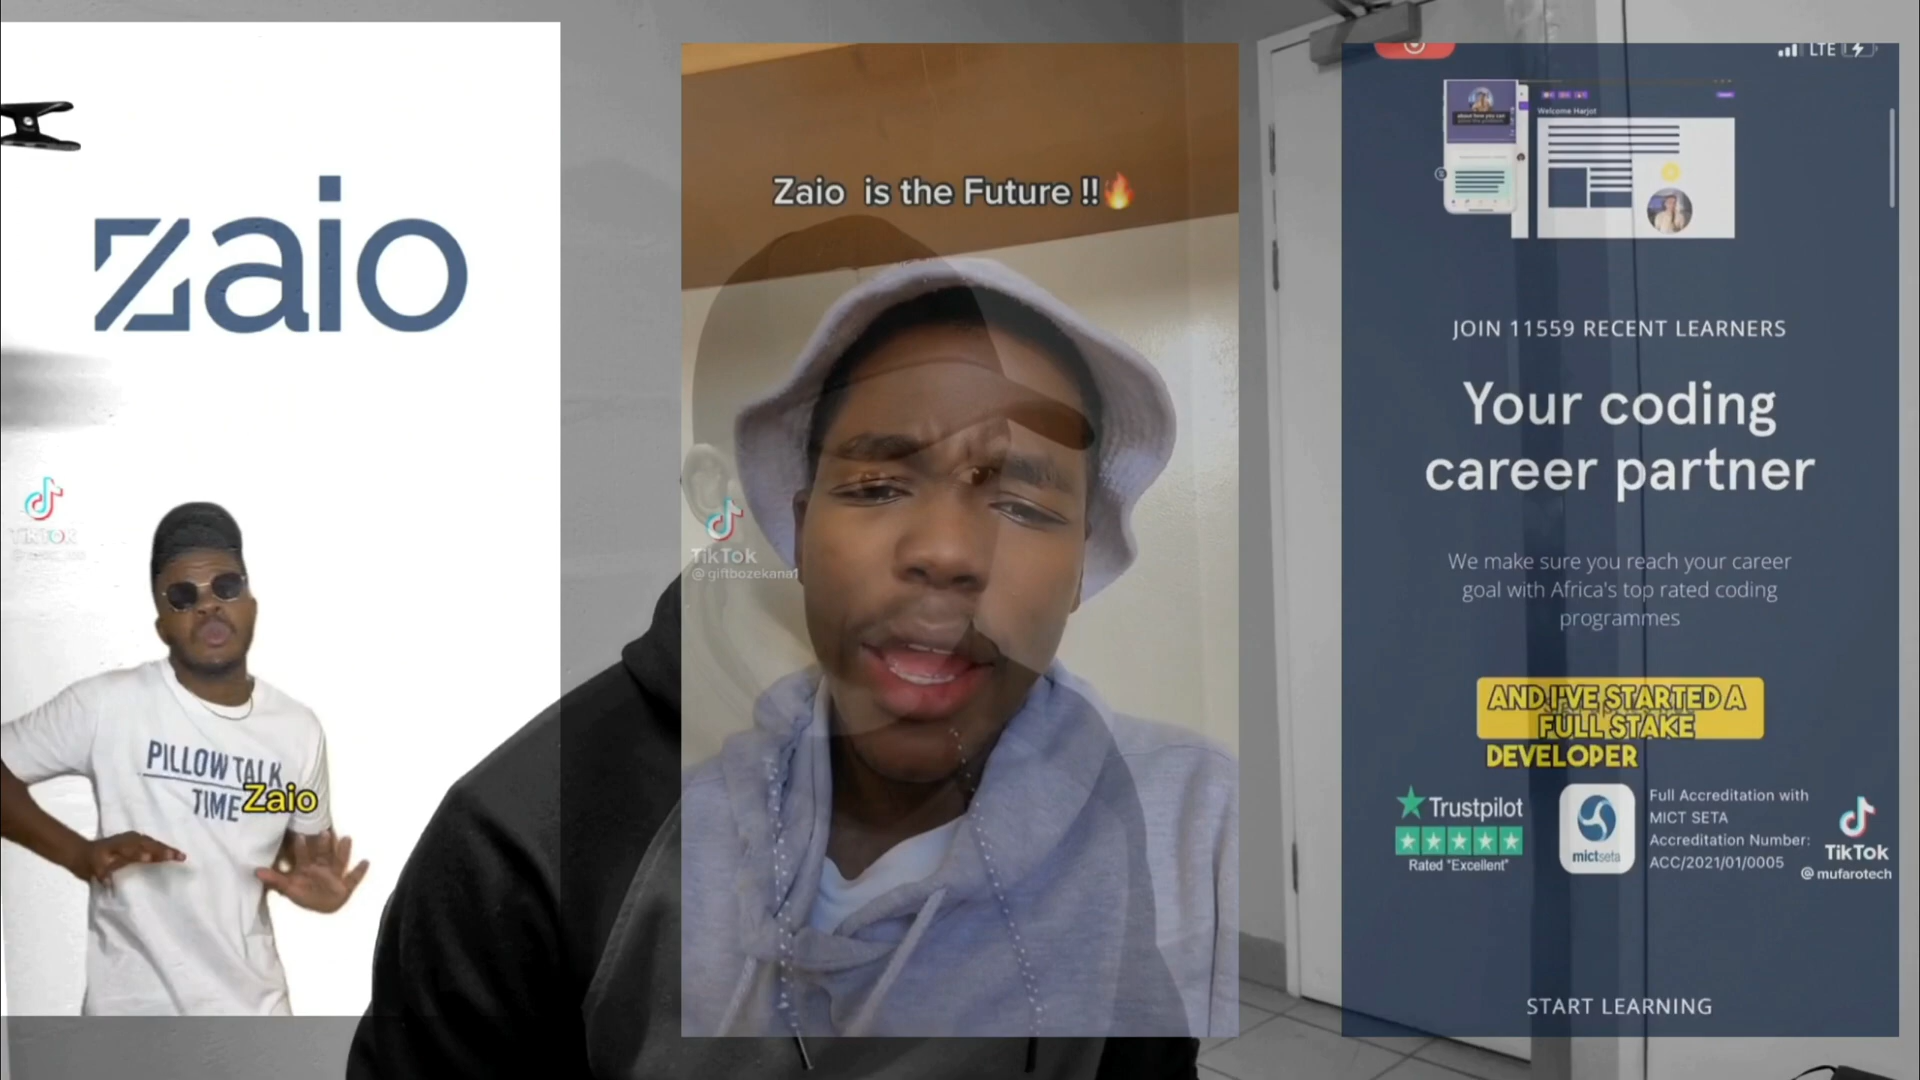 zaio
TikTok
PILLOW TALK
TIME
Zaio
Zaio is the Future !!🔥
TikTok
@giftbozekana1
LTE
Welcome Harjot
JOIN 11559 RECENT LEARNERS
Your coding
career partner
We make sure you reach your career
goal with Africa's top rated coding
programmes
AND I'VE STARTED A
FULL STAKE
DEVELOPER
Trustpilot
Rated "Excellent"
mictseta
Full Accreditation with
MICT SETA
Accreditation Number:
ACC/2021/01/0005
TikTok
@mufarotech
START LEARNING